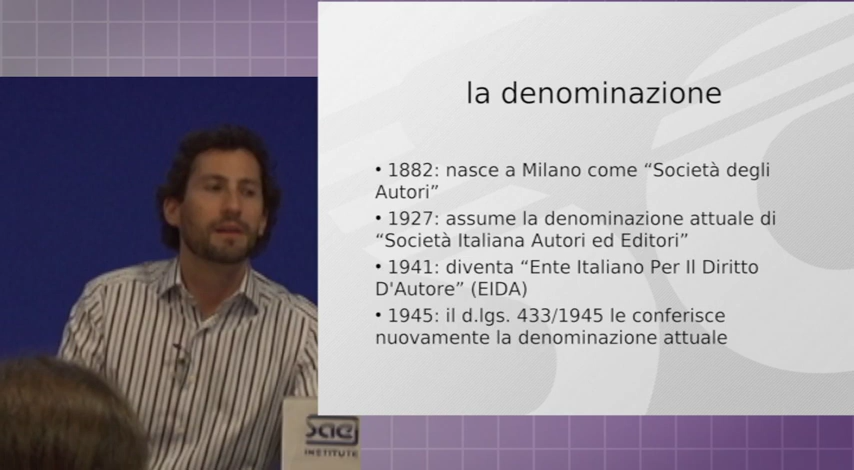 la denominazione
• 1882: nasce a Milano come “Società degli
Autori”
• 1927: assume la denominazione attuale di
“Società Italiana Autori ed Editori”
• 1941: diventa “Ente Italiano Per Il Diritto
D'Autore” (EIDA)
• 1945: il d.lgs. 433/1945 le conferisce
nuovamente la denominazione attuale
sae
INSTITUTE